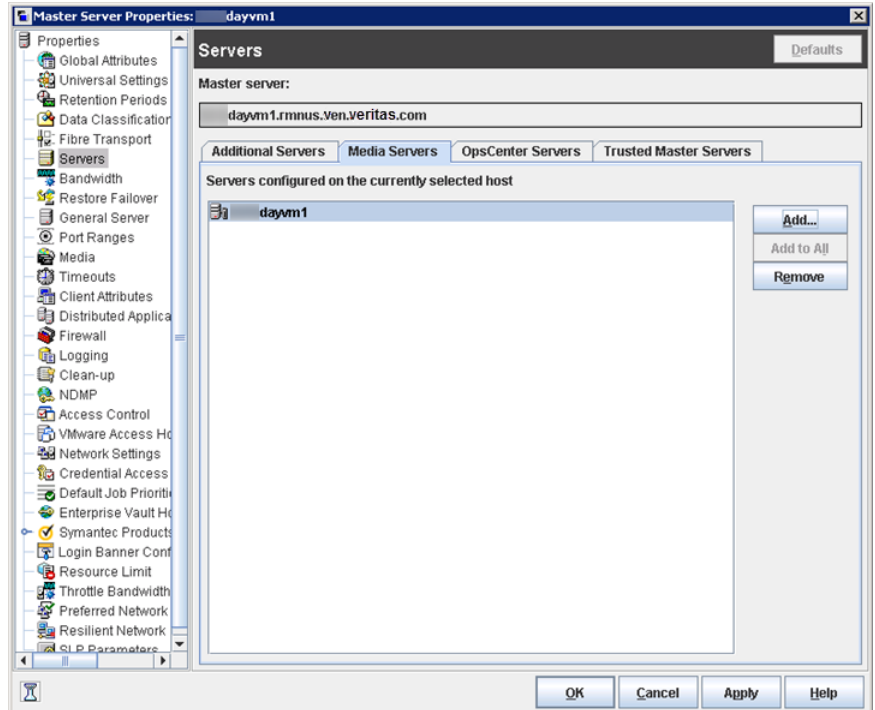 Master Server Properties: dayvm1
Properties
Global Attributes
Universal Settings
Retention Periods
Data Classification
Fibre Transport
Servers
Bandwidth
Restore Failover
General Server
Port Ranges
Media
Timeouts
Client Attributes
Distributed Applica
Firewall
Logging
Clean-up
NDMP
Access Control
VMware Access Ho
Network Settings
Credential Access
Default Job Prioritie
Enterprise Vault Ho
Symantec Products
Login Banner Conf
Resource Limit
Throttle Bandwidth
Preferred Network
Resilient Network
SLP Parameters
Servers
Defaults
Master server:
dayvm1.rmnus.ven.veritas.com
Additional Servers Media Servers OpsCenter Servers Trusted Master Servers
Servers configured on the currently selected host
dayvm1
Add...
Add to All
Remove
OK Cancel Apply Help